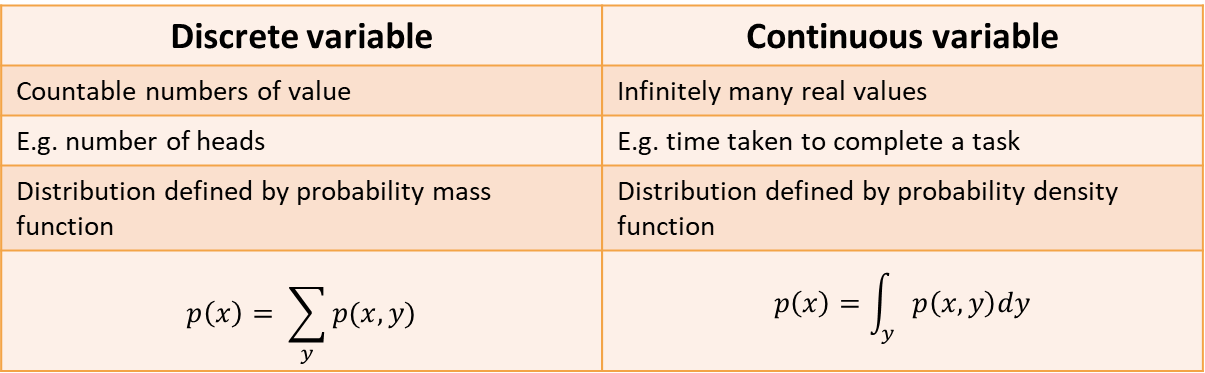 Discrete variable
Continuous variable
Countable numbers of value
Infinitely many real values
E.g. number of heads
E.g. time taken to complete a task
Distribution defined by probability mass
function
Distribution defined by probability density
function
p(x) = ∑_y p(x, y)
p(x) = ∫_y p(x, y)dy